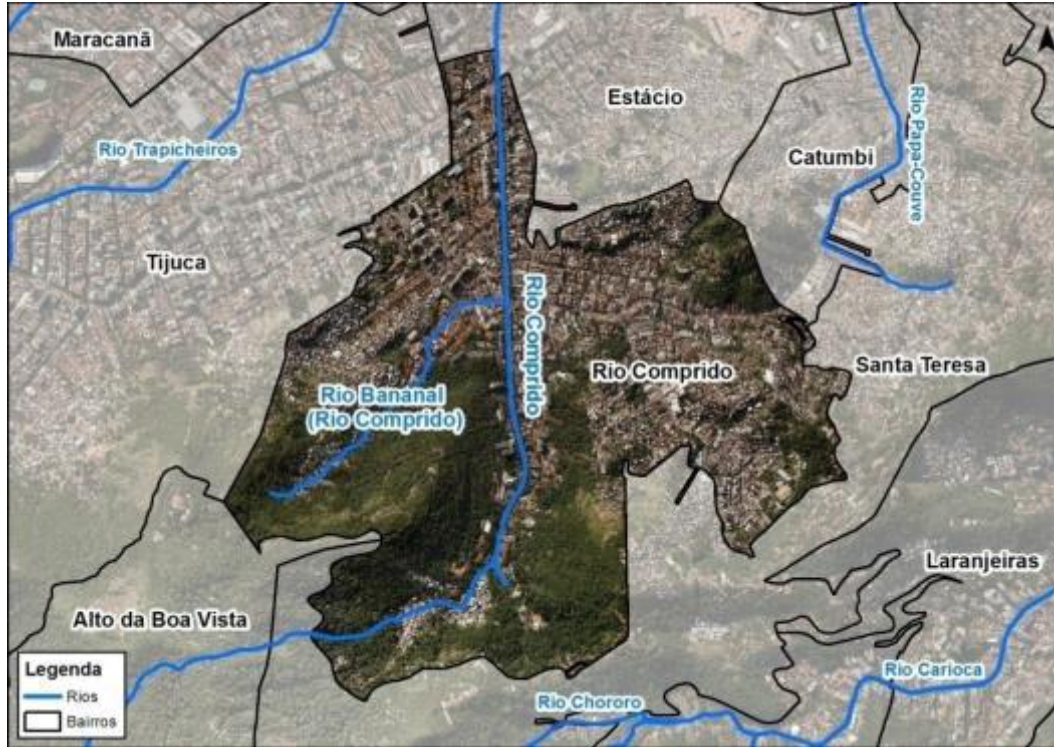 Maracanã
Estácio
Rio Trapicheiros
Catumbi
Rio Papa-Couve
Tijuca
Rio Comprido
Rio Comprido
Santa Teresa
Rio Bananal
(Rio Comprido)
Laranjeiras
Alto da Boa Vista
Rio Carioca
Rio Chororo
Legenda
Rios
Bairros